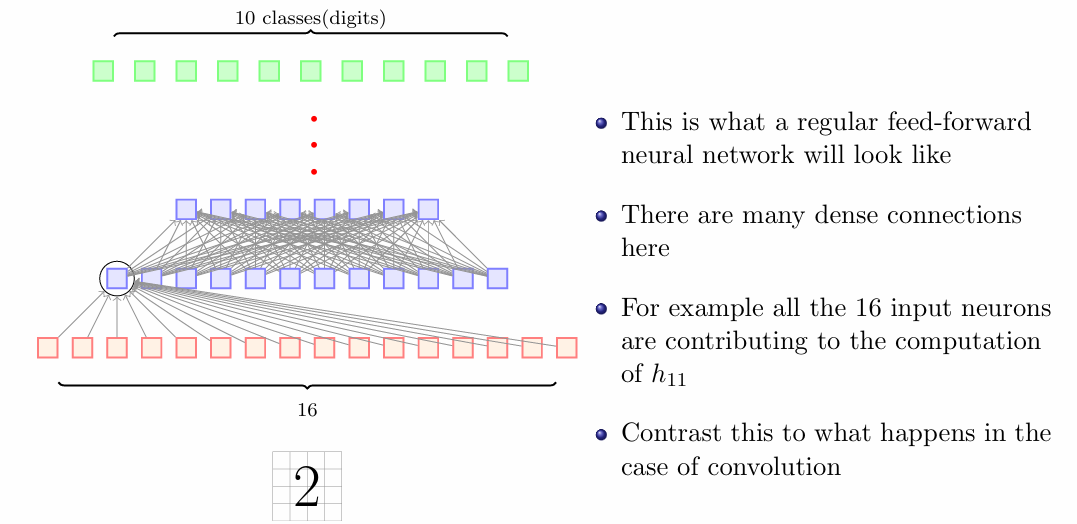 10 classes(digits)
This is what a regular feed-forward
neural network will look like
There are many dense connections
here
For example all the 16 input neurons
are contributing to the computation
of h₁₁
Contrast this to what happens in the
case of convolution
16
2